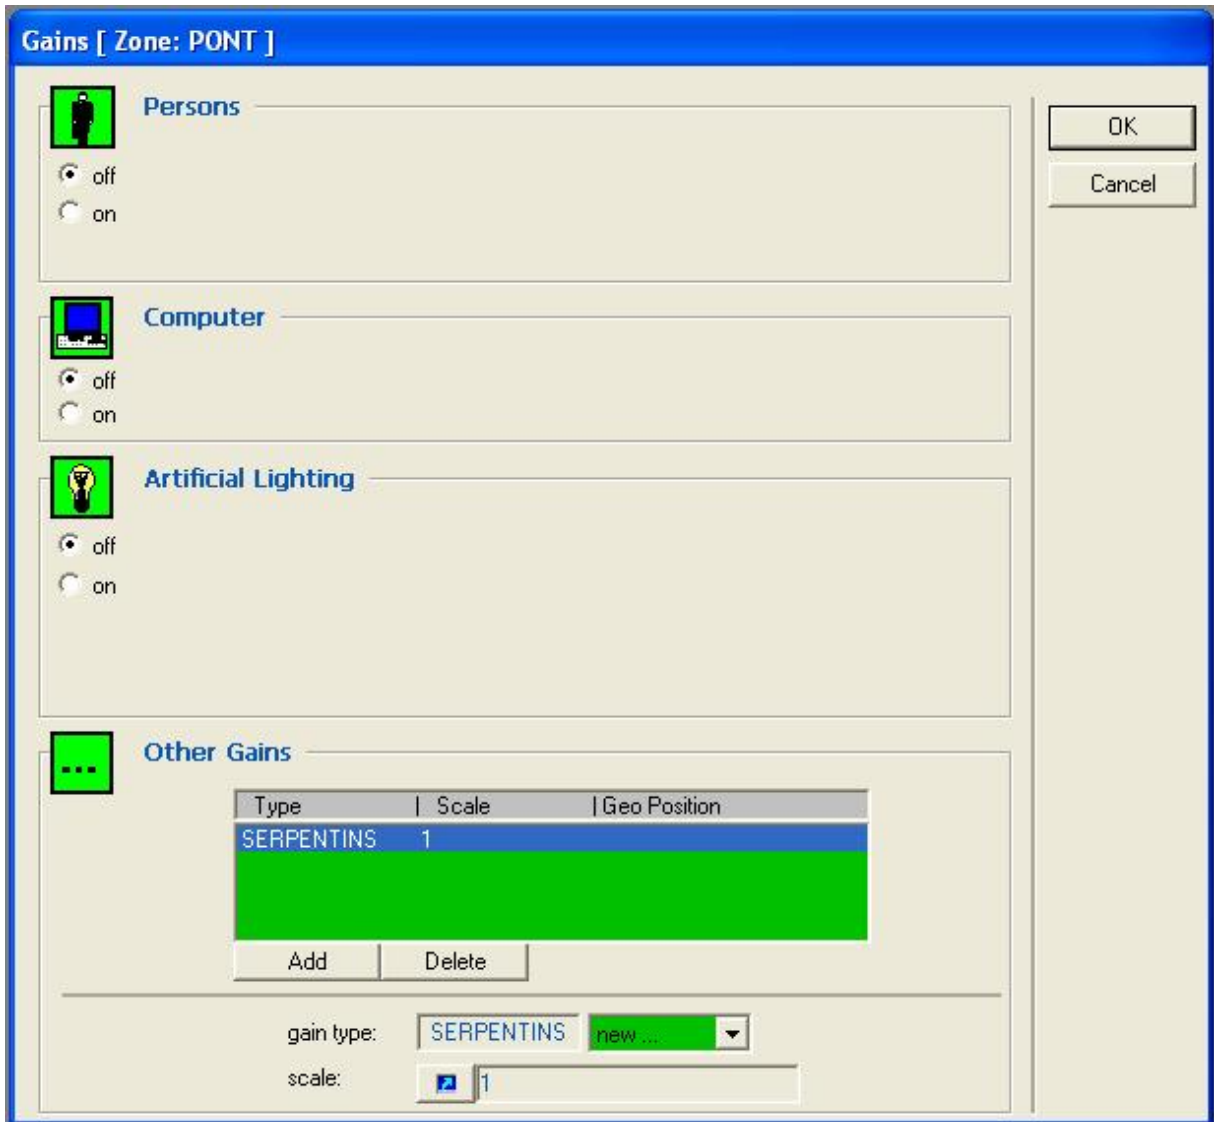 Gains [ Zone: PONT ]
Persons
off
on
OK
Cancel
Computer
off
on
Artificial Lighting
off
on
...
Other Gains
Type | Scale | Geo Position
SERPENTINS 1
Add Delete
gain type: SERPENTINS new ...
scale: 1